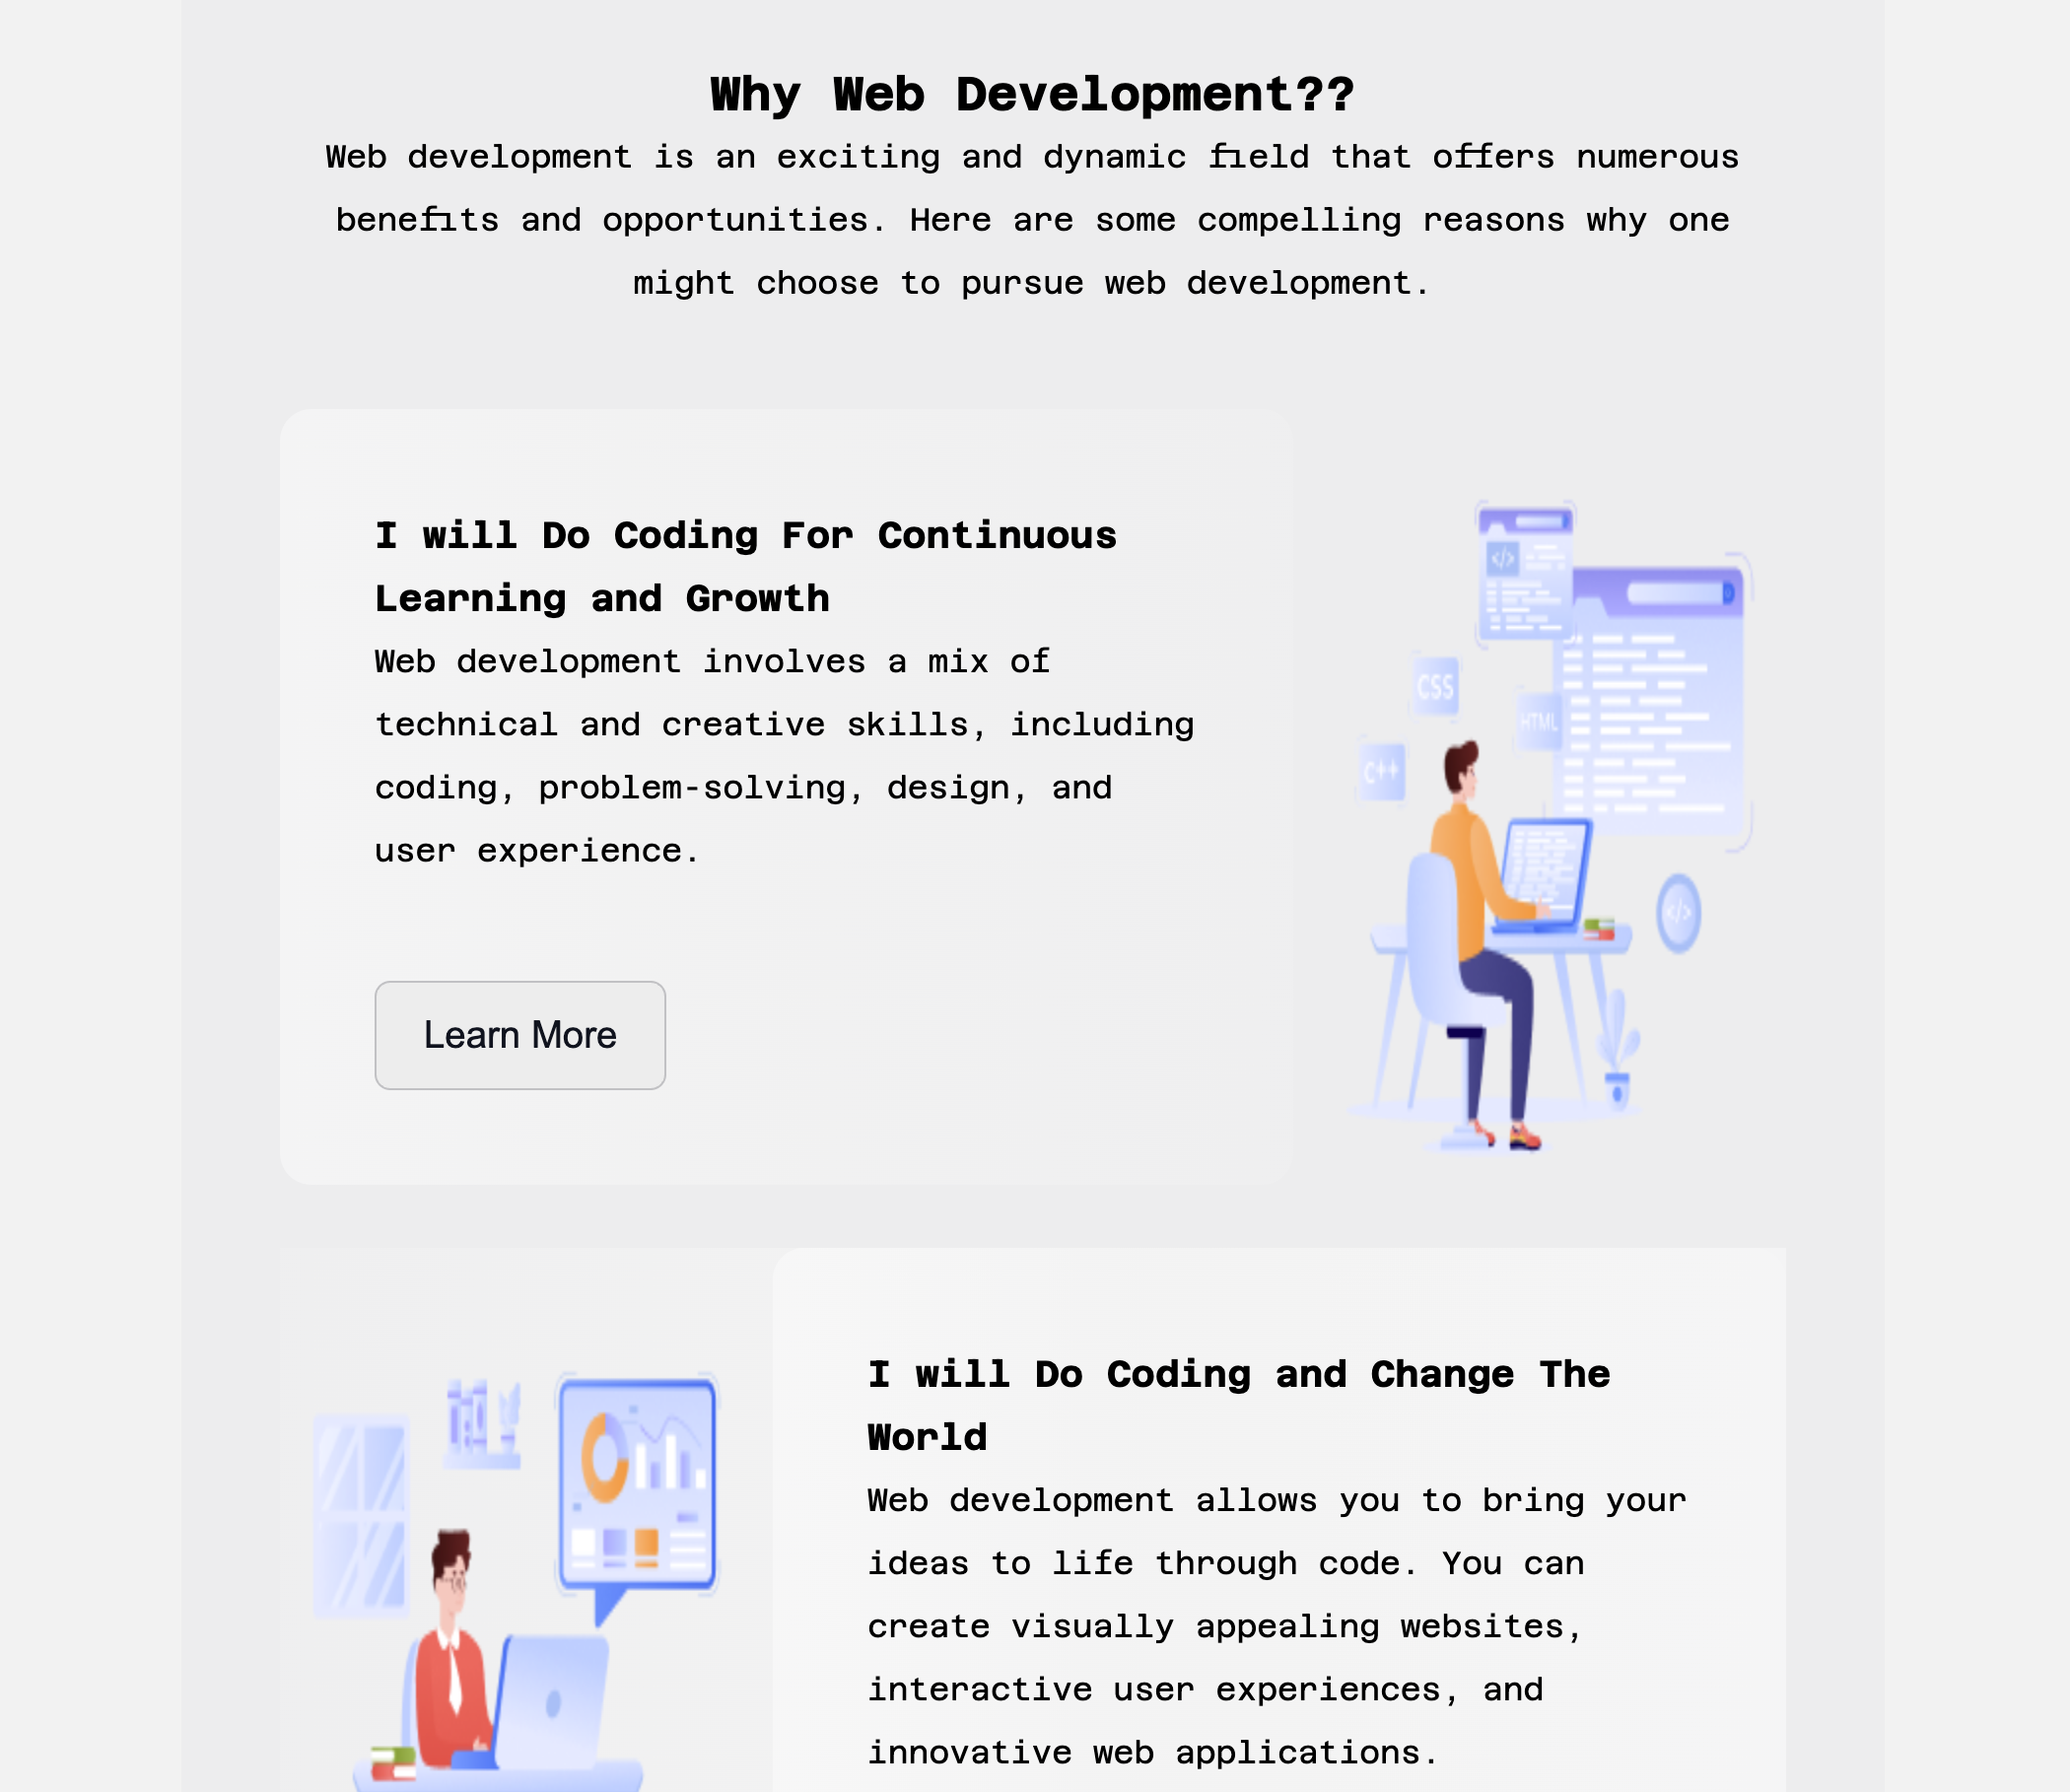 Why Web Development??
Web development is an exciting and dynamic field that offers numerous
benefits and opportunities. Here are some compelling reasons why one
might choose to pursue web development.
I will Do Coding For Continuous
Learning and Growth
Web development involves a mix of
technical and creative skills, including
coding, problem-solving, design, and
user experience.
Learn More
</>
CSS
HTML
C++
</>
I will Do Coding and Change The
World
Web development allows you to bring your
ideas to life through code. You can
create visually appealing websites,
interactive user experiences, and
innovative web applications.